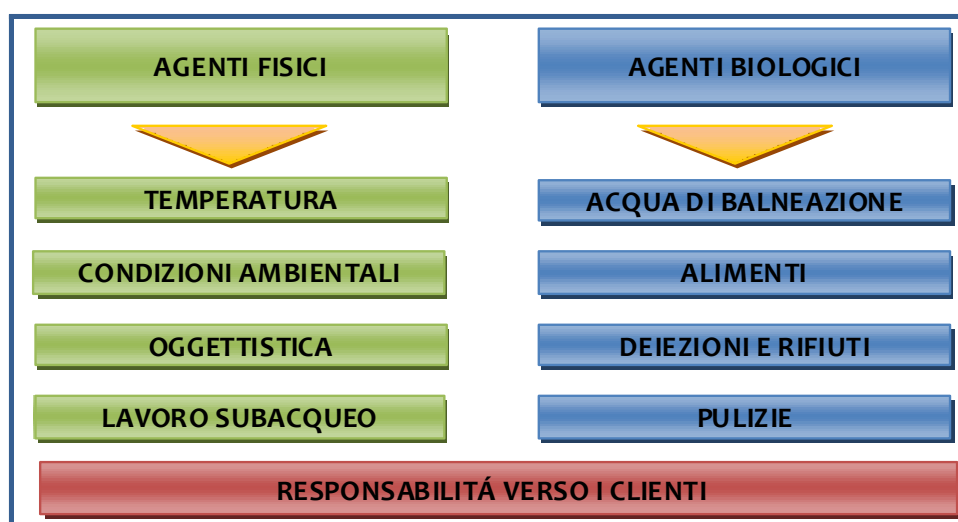 AGENTI FISICI
TEMPERATURA
CONDIZIONI AMBIENTALI
OGGETTISTICA
LAVORO SUBACQUEO
AGENTI BIOLOGICI
ACQUA DI BALNEAZIONE
ALIMENTI
DEIEZIONI E RIFIUTI
PULIZIE
RESPONSABILITÁ VERSO I CLIENTI